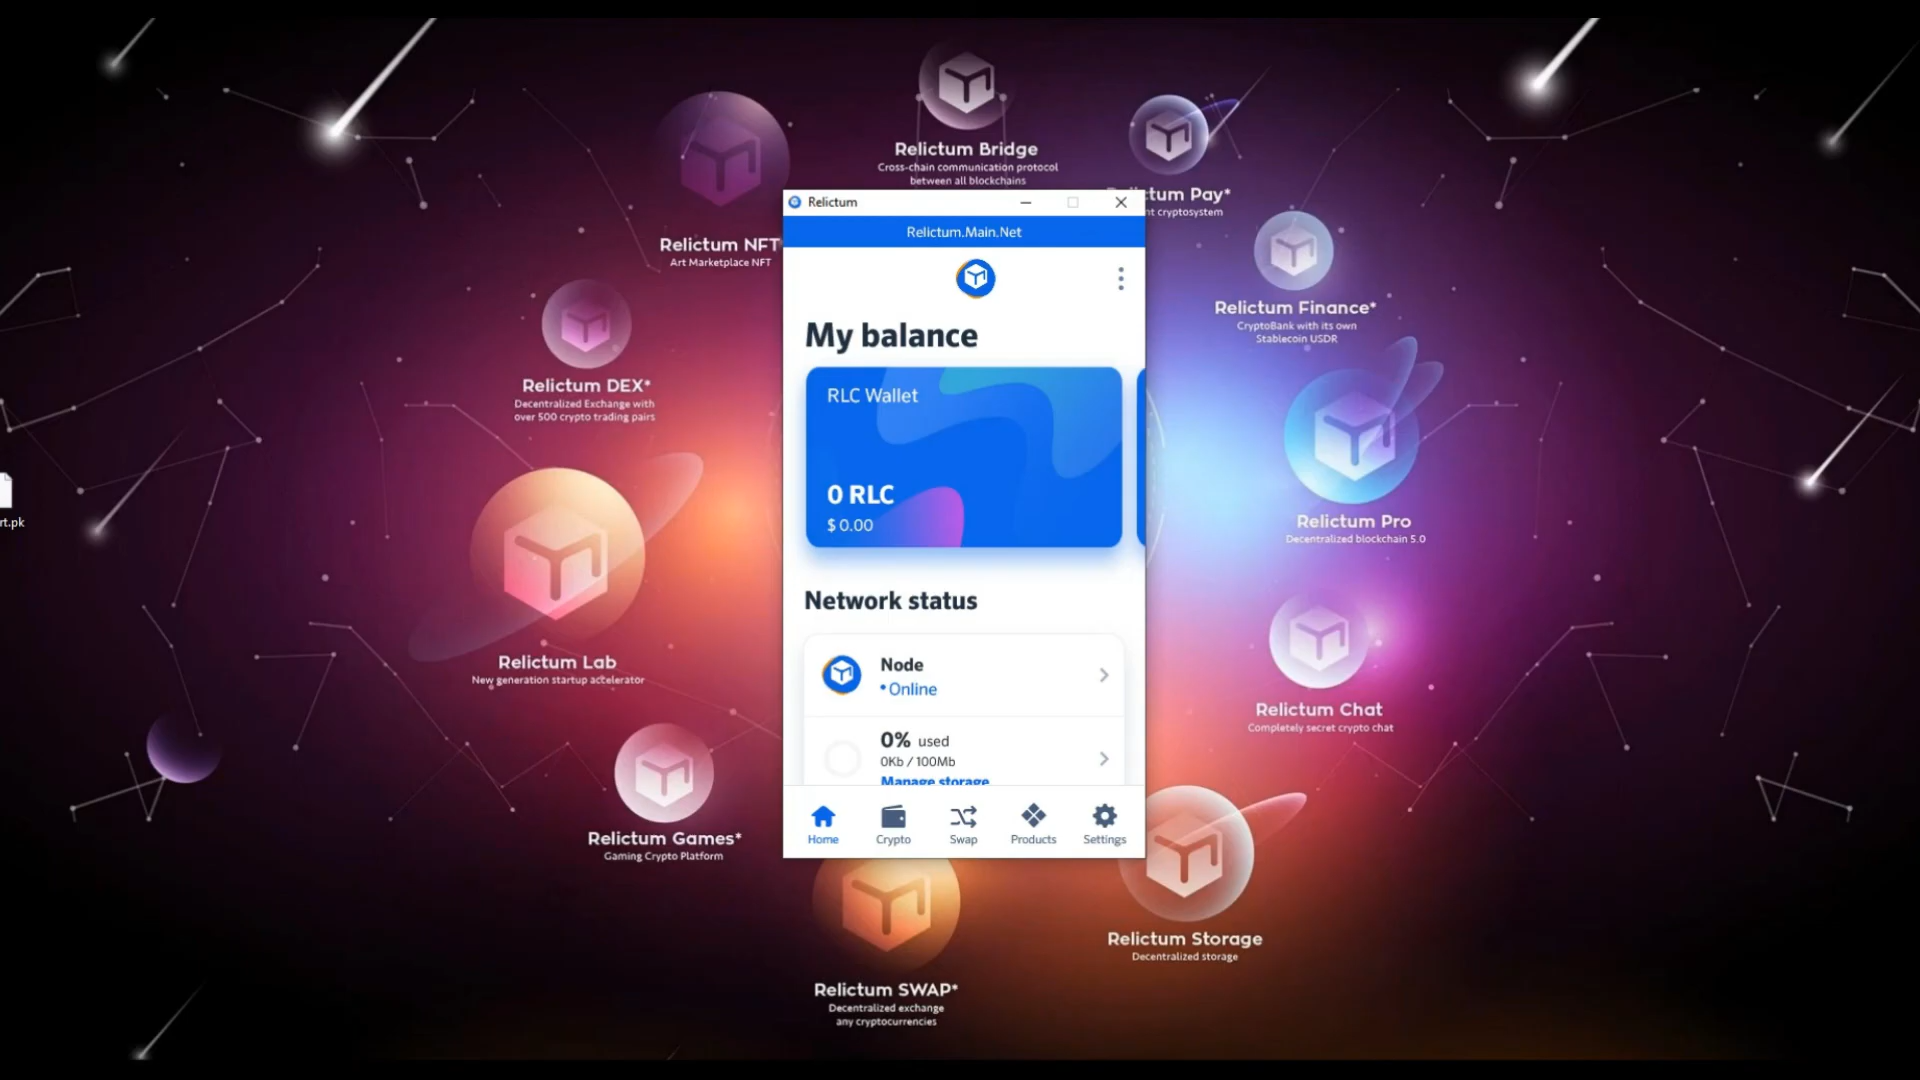 Relictum Bridge
Cross-chain communication protocol
between all blockchains
tum Pay*
nt cryptosystem
Relictum NFT
Art Marketplace NFT
Relictum Finance*
CryptoBank with its own
Stablecoin USDR
Relictum DEX*
Decentralized Exchange with
over 500 crypto trading pairs
Relictum Pro
Decentralized blockchain 5.0
rt.pk
Relictum Lab
New generation startup actelerator
Relictum Chat
Completely secret crypto chat
Relictum Games*
Gaming Crypto Platform
Relictum Storage
Decentralized storage
Relictum SWAP*
Decentralized exchange
any cryptocurrencies
Relictum
Relictum.Main.Net
My balance
RLC Wallet
0 RLC
$ 0.00
Network status
Node
• Online
0% used
0Kb / 100Mb
Manage storage
Home
Crypto
Swap
Products
Settings